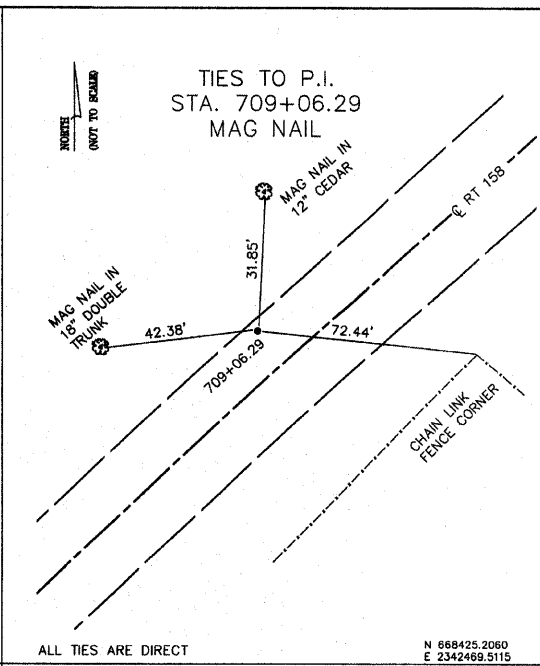 TIES TO P.I.
STA. 709+06.29
MAG NAIL
NORTH
(NOT TO SCALE)
MAG NAIL IN
12" CEDAR
℄ RT 158
31.85'
MAG NAIL IN
18" DOUBLE
TRUNK
42.38'
72.44'
709+06.29
CHAIN LINK
FENCE CORNER
ALL TIES ARE DIRECT
N 668425.2060
E 2342469.5115